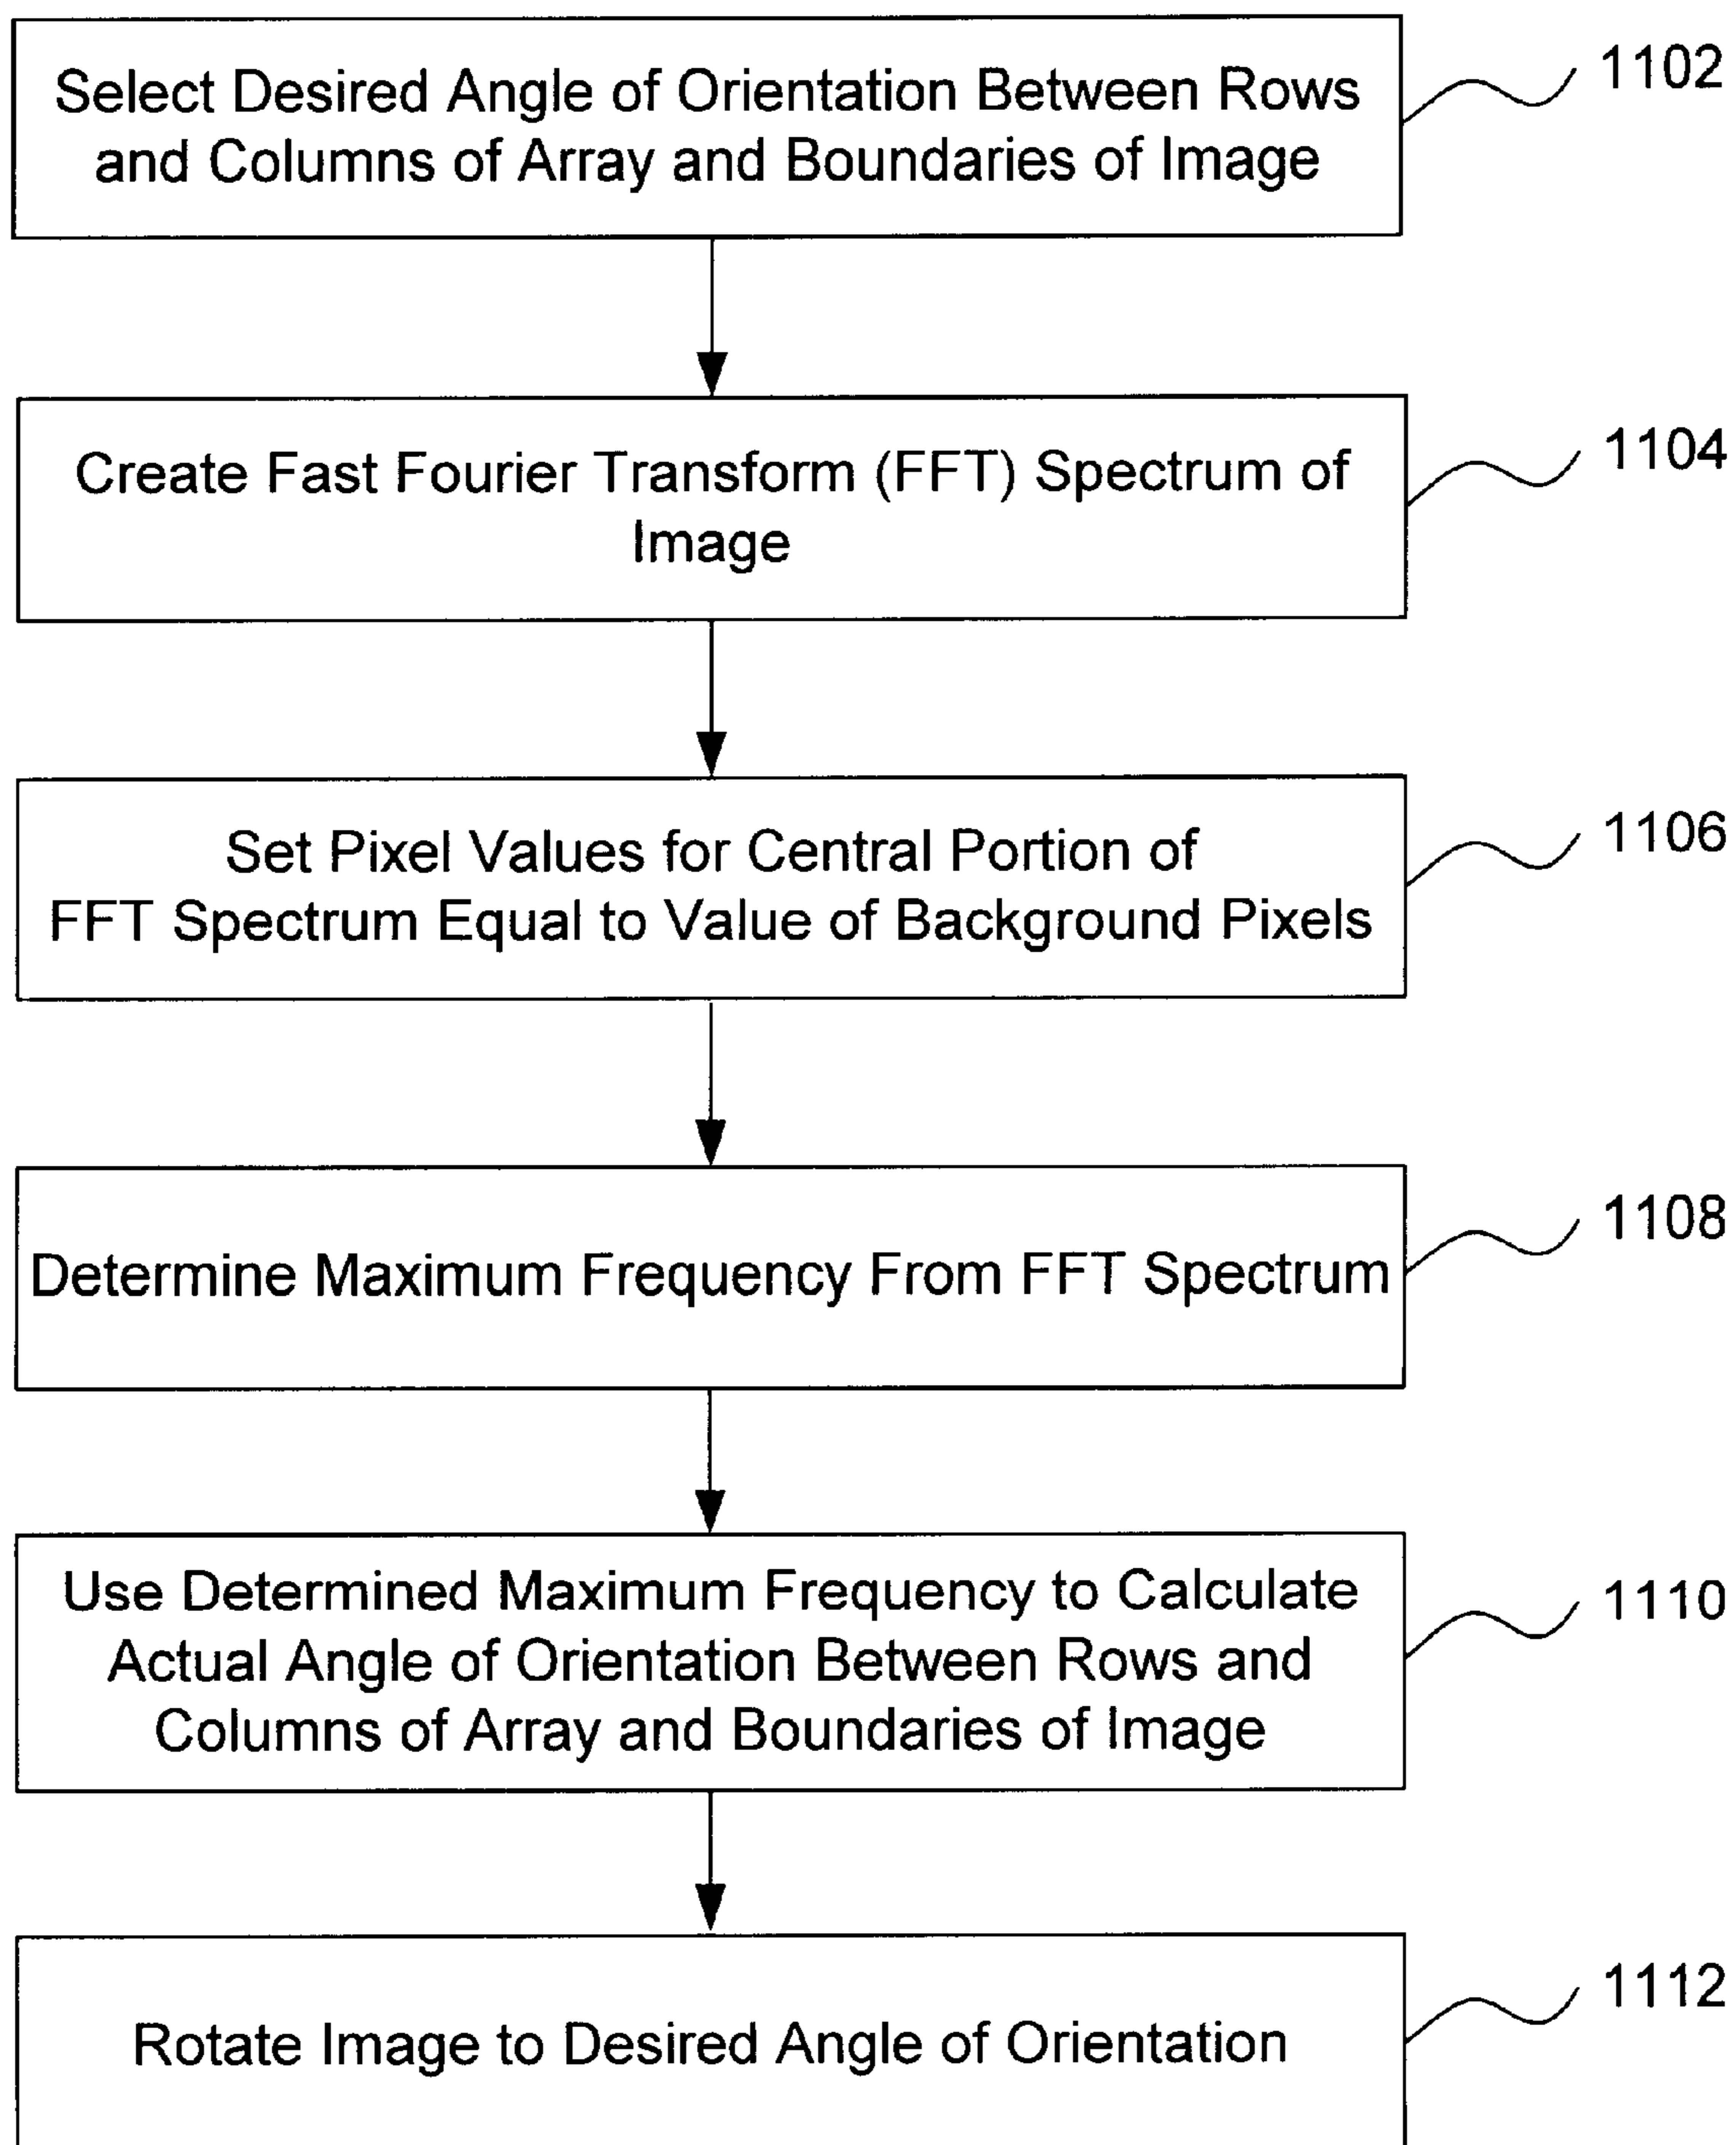 Select Desired Angle of Orientation Between Rows
and Columns of Array and Boundaries of Image
1102
Create Fast Fourier Transform (FFT) Spectrum of
Image
1104
Set Pixel Values for Central Portion of
FFT Spectrum Equal to Value of Background Pixels
1106
Determine Maximum Frequency From FFT Spectrum
1108
Use Determined Maximum Frequency to Calculate
Actual Angle of Orientation Between Rows and
Columns of Array and Boundaries of Image
1110
Rotate Image to Desired Angle of Orientation
1112